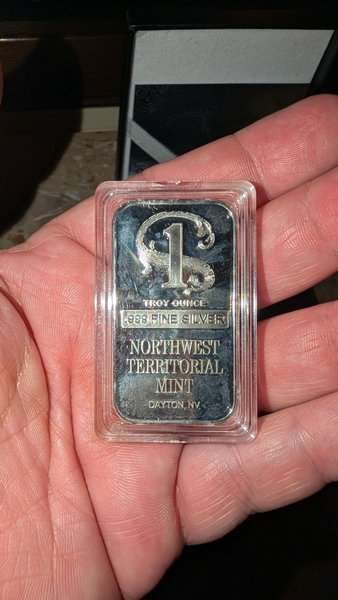 1
TROY OUNCE
.999 FINE SILVER
NORTHWEST
TERRITORIAL
MINT
DAYTON, NV